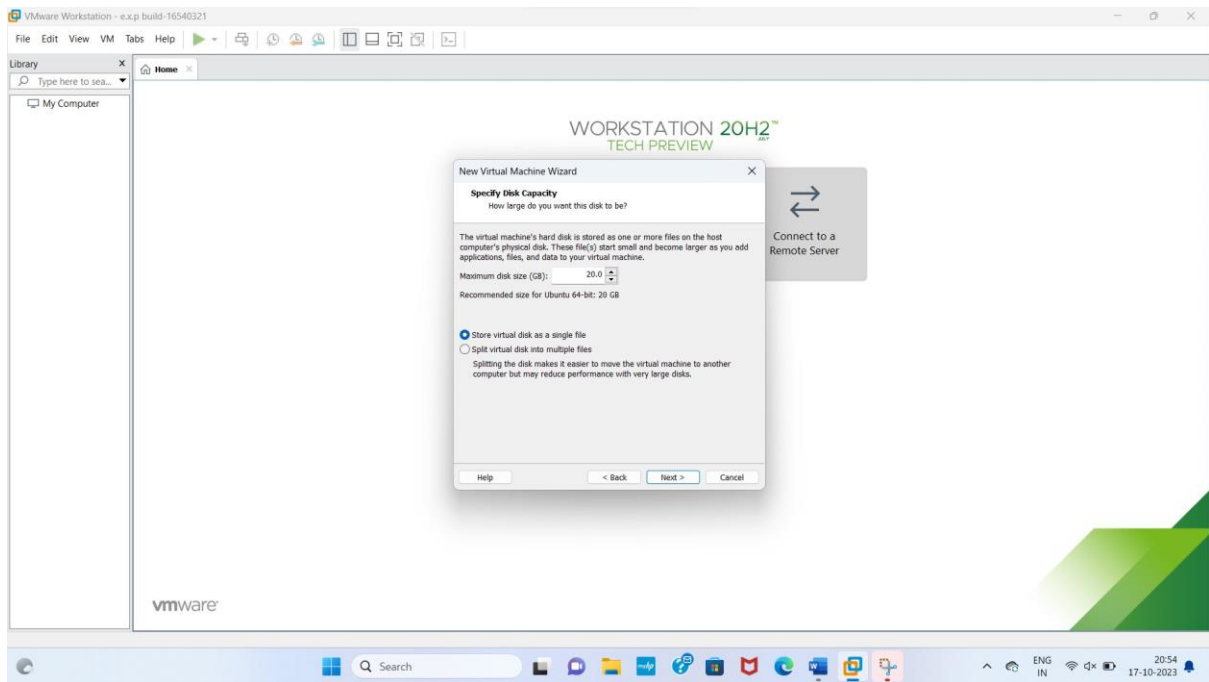 VMware Workstation - e.x.p build-16540321
File Edit View VM Tabs Help
Library X
Home ×
Type here to sea...
My Computer
WORKSTATION 20H2™
JULY
TECH PREVIEW
New Virtual Machine Wizard
Specify Disk Capacity
How large do you want this disk to be?
The virtual machine's hard disk is stored as one or more files on the host
computer's physical disk. These file(s) start small and become larger as you add
applications, files, and data to your virtual machine.
Maximum disk size (GB): 20.0
Recommended size for Ubuntu 64-bit: 20 GB
Store virtual disk as a single file
Split virtual disk into multiple files
Splitting the disk makes it easier to move the virtual machine to another
computer but may reduce performance with very large disks.
Help < Back Next > Cancel
Connect to a
Remote Server
vmware
Search
ENG
IN
20:54
17-10-2023